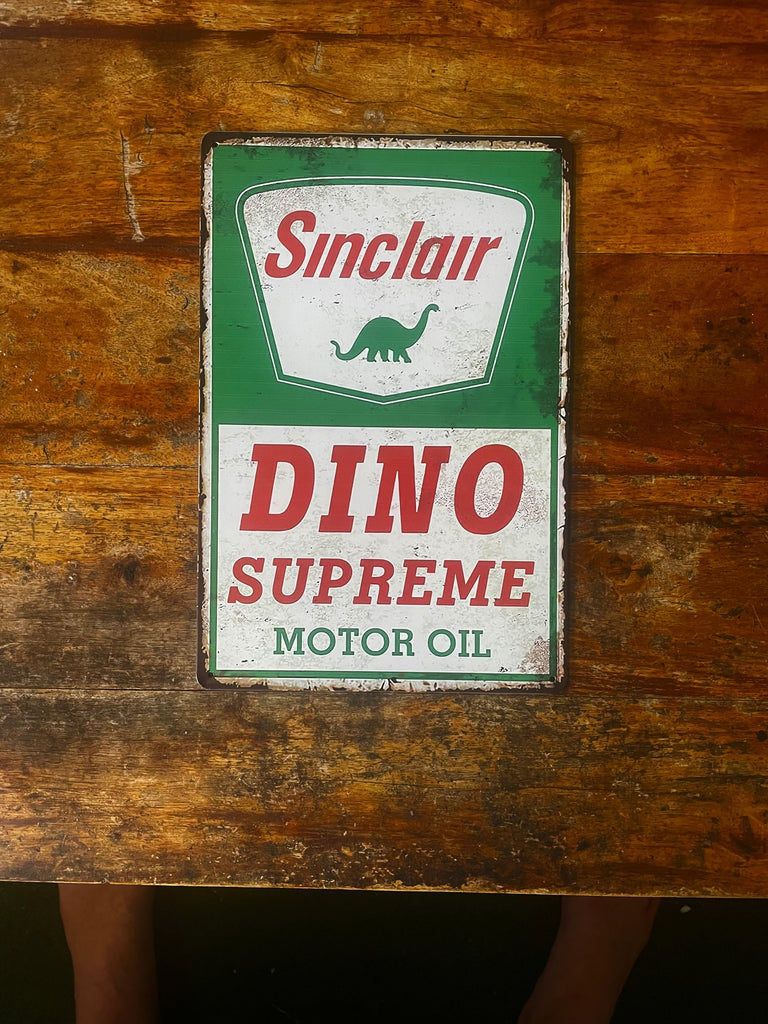 Sinclair
DINO
SUPREME
MOTOR OIL